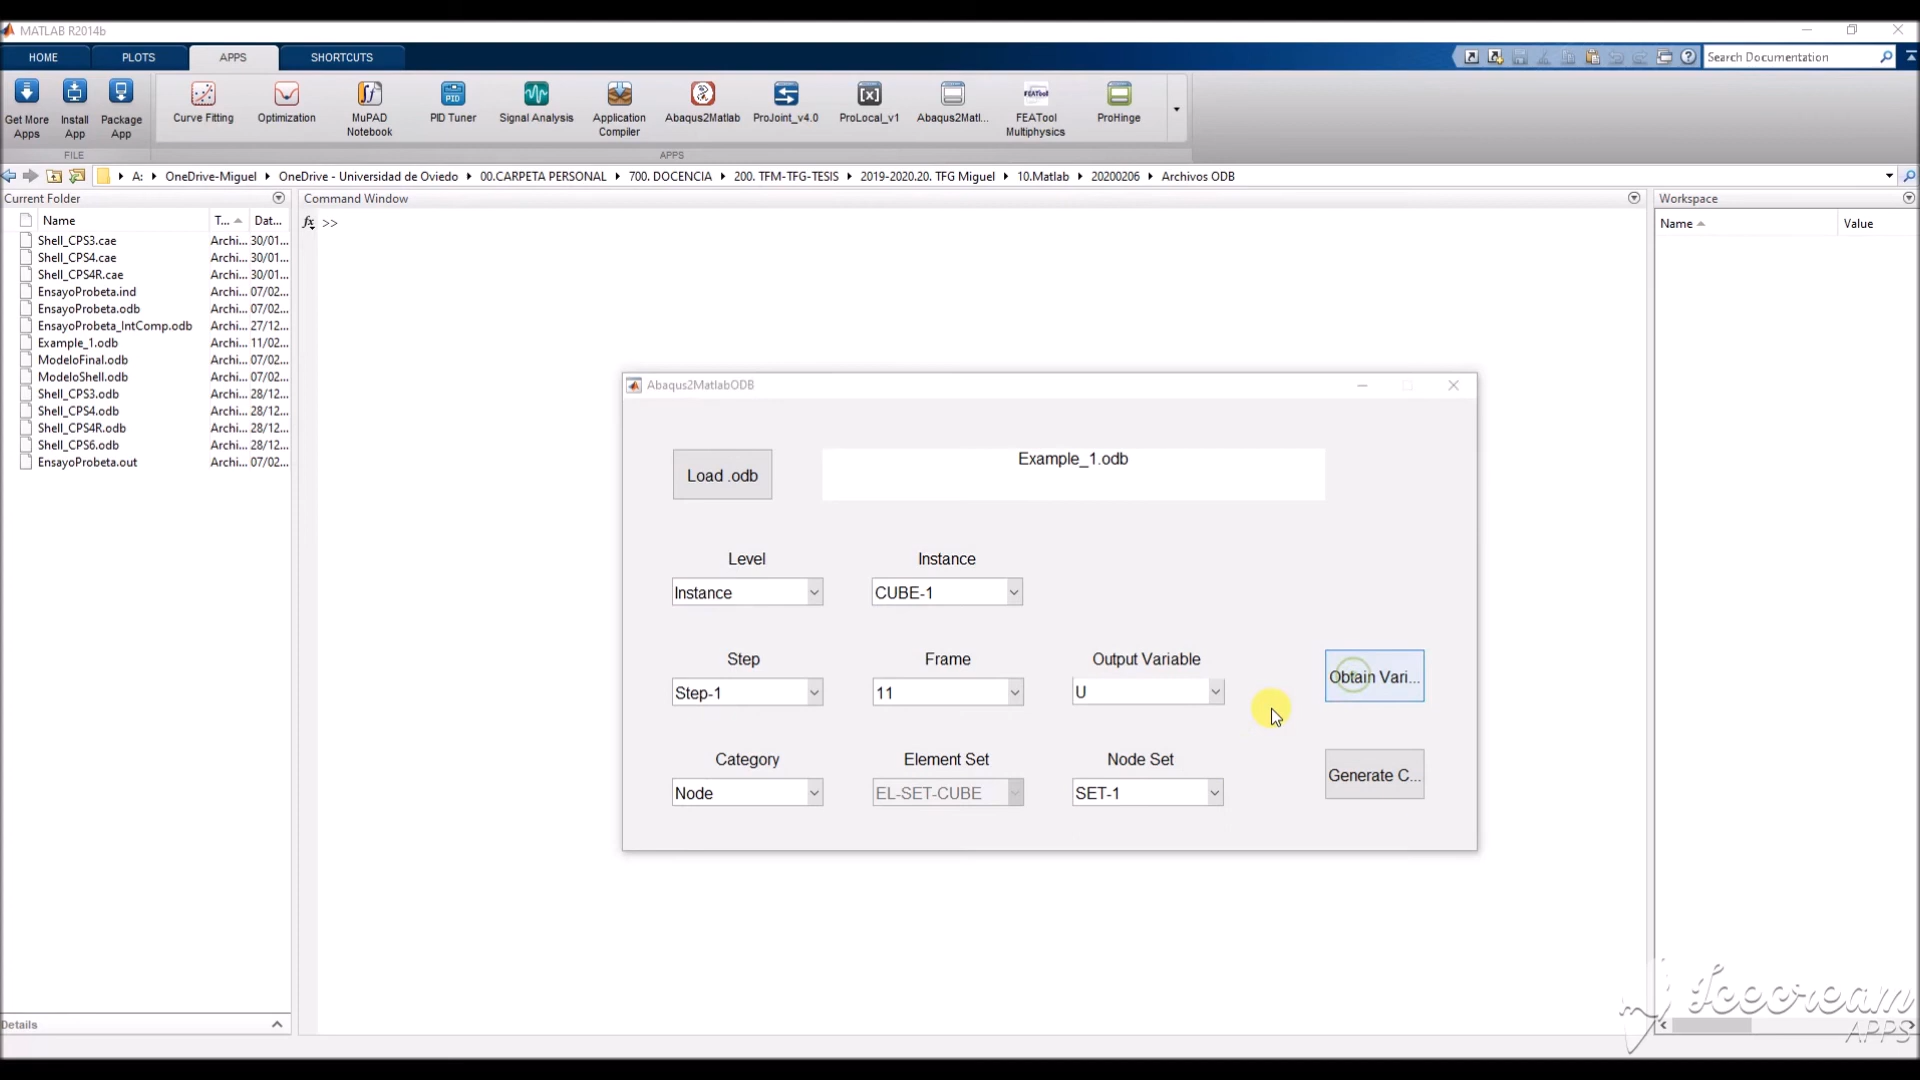 MATLAB R2014b
HOME
PLOTS
APPS
SHORTCUTS
Search Documentation
Get More Apps
Install App
Package App
Curve Fitting
Optimization
MuPAD Notebook
PID
PID Tuner
Signal Analysis
Application Compiler
Abaqus2Matlab
ProJoint_v4.0
ProLocal_v1
Abaqus2Matl...
FEATool
FEATool Multiphysics
ProHinge
FILE
APPS
A: OneDrive-Miguel OneDrive - Universidad de Oviedo 00.CARPETA PERSONAL 700. DOCENCIA 200. TFM-TFG-TESIS 2019-2020.20. TFG Miguel 10.Matlab 20200206 Archivos ODB
Current Folder
Command Window
Workspace
Name T... Dat...
fx >>
Name Value
Shell_CPS3.cae Archi... 30/01...
Shell_CPS4.cae Archi... 30/01...
Shell_CPS4R.cae Archi... 30/01...
EnsayoProbeta.ind Archi... 07/02...
EnsayoProbeta.odb Archi... 07/02...
EnsayoProbeta_IntComp.odb Archi... 27/12...
Example_1.odb Archi... 11/02...
ModeloFinal.odb Archi... 07/02...
ModeloShell.odb Archi... 07/02...
Shell_CPS3.odb Archi... 28/12...
Shell_CPS4.odb Archi... 28/12...
Shell_CPS4R.odb Archi... 28/12...
Shell_CPS6.odb Archi... 28/12...
EnsayoProbeta.out Archi... 07/02...
Abaqus2MatlabODB
Load .odb
Example_1.odb
Level
Instance
Instance
CUBE-1
Step
Frame
Output Variable
Step-1
11
U
Obtain Vari...
Category
Element Set
Node Set
Node
EL-SET-CUBE
SET-1
Generate C...
Details
Icecream
APPS